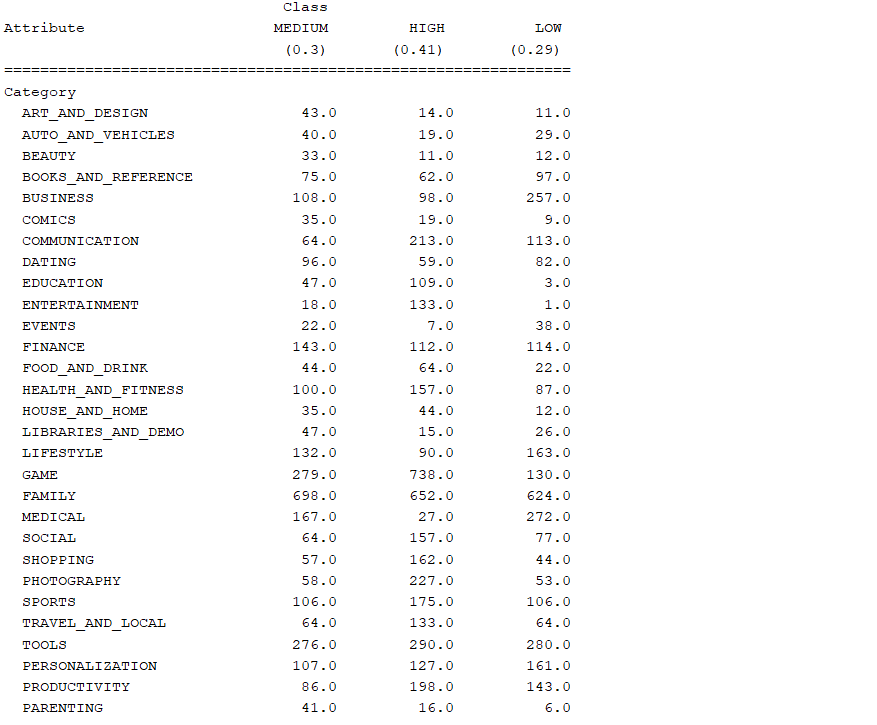 Class
Attribute MEDIUM HIGH LOW
(0.3) (0.41) (0.29)
===============================================================
Category
ART_AND_DESIGN 43.0 14.0 11.0
AUTO_AND_VEHICLES 40.0 19.0 29.0
BEAUTY 33.0 11.0 12.0
BOOKS_AND_REFERENCE 75.0 62.0 97.0
BUSINESS 108.0 98.0 257.0
COMICS 35.0 19.0 9.0
COMMUNICATION 64.0 213.0 113.0
DATING 96.0 59.0 82.0
EDUCATION 47.0 109.0 3.0
ENTERTAINMENT 18.0 133.0 1.0
EVENTS 22.0 7.0 38.0
FINANCE 143.0 112.0 114.0
FOOD_AND_DRINK 44.0 64.0 22.0
HEALTH_AND_FITNESS 100.0 157.0 87.0
HOUSE_AND_HOME 35.0 44.0 12.0
LIBRARIES_AND_DEMO 47.0 15.0 26.0
LIFESTYLE 132.0 90.0 163.0
GAME 279.0 738.0 130.0
FAMILY 698.0 652.0 624.0
MEDICAL 167.0 27.0 272.0
SOCIAL 64.0 157.0 77.0
SHOPPING 57.0 162.0 44.0
PHOTOGRAPHY 58.0 227.0 53.0
SPORTS 106.0 175.0 106.0
TRAVEL_AND_LOCAL 64.0 133.0 64.0
TOOLS 276.0 290.0 280.0
PERSONALIZATION 107.0 127.0 161.0
PRODUCTIVITY 86.0 198.0 143.0
PARENTING 41.0 16.0 6.0